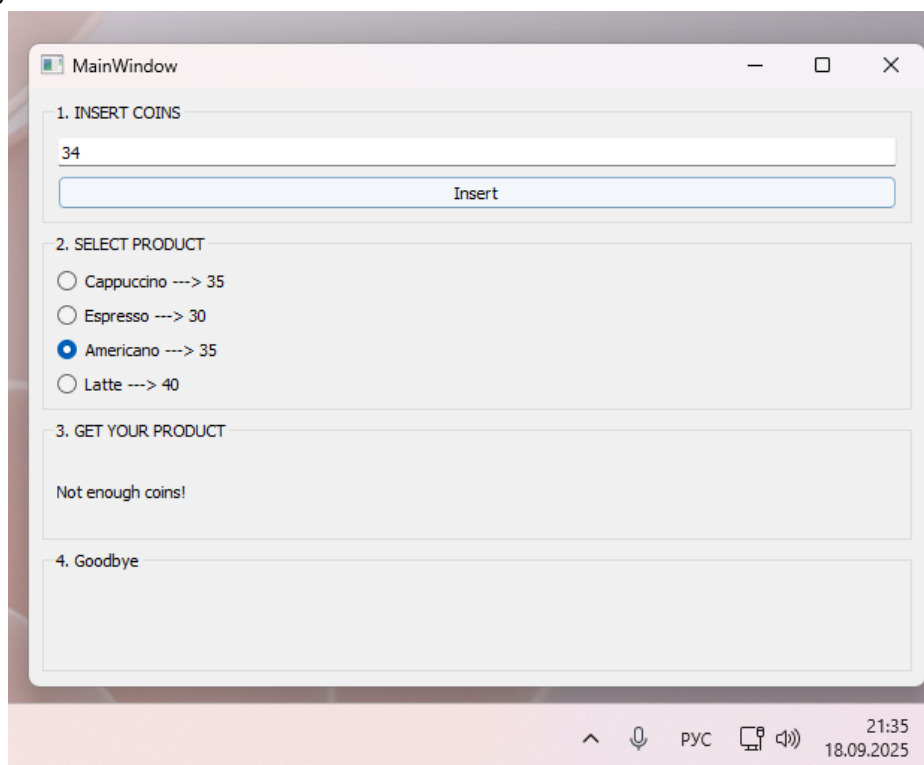 MainWindow
1. INSERT COINS
34
Insert
2. SELECT PRODUCT
Cappuccino ---> 35
Espresso ---> 30
Americano ---> 35
Latte ---> 40
3. GET YOUR PRODUCT
Not enough coins!
4. Goodbye
РУС
21:35
18.09.2025